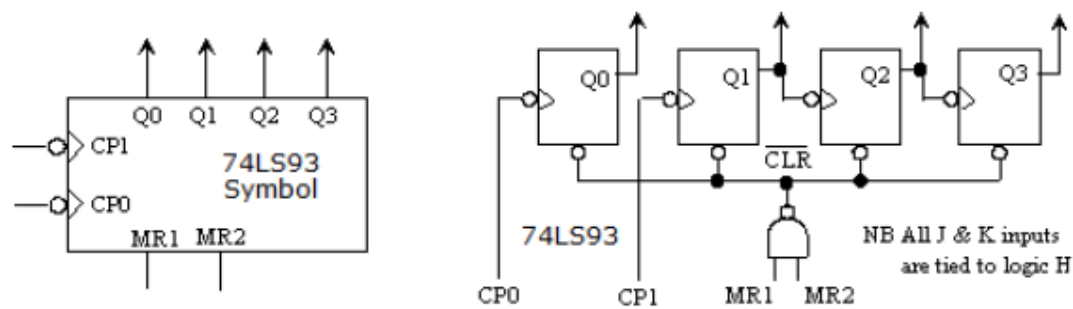 Q0 Q1 Q2 Q3
CP1
74LS93
Symbol
CP0
MR1 MR2
Q0
Q1
Q2
Q3
CLR
74LS93
NB All J & K inputs
are tied to logic H
CP0
CP1
MR1 MR2